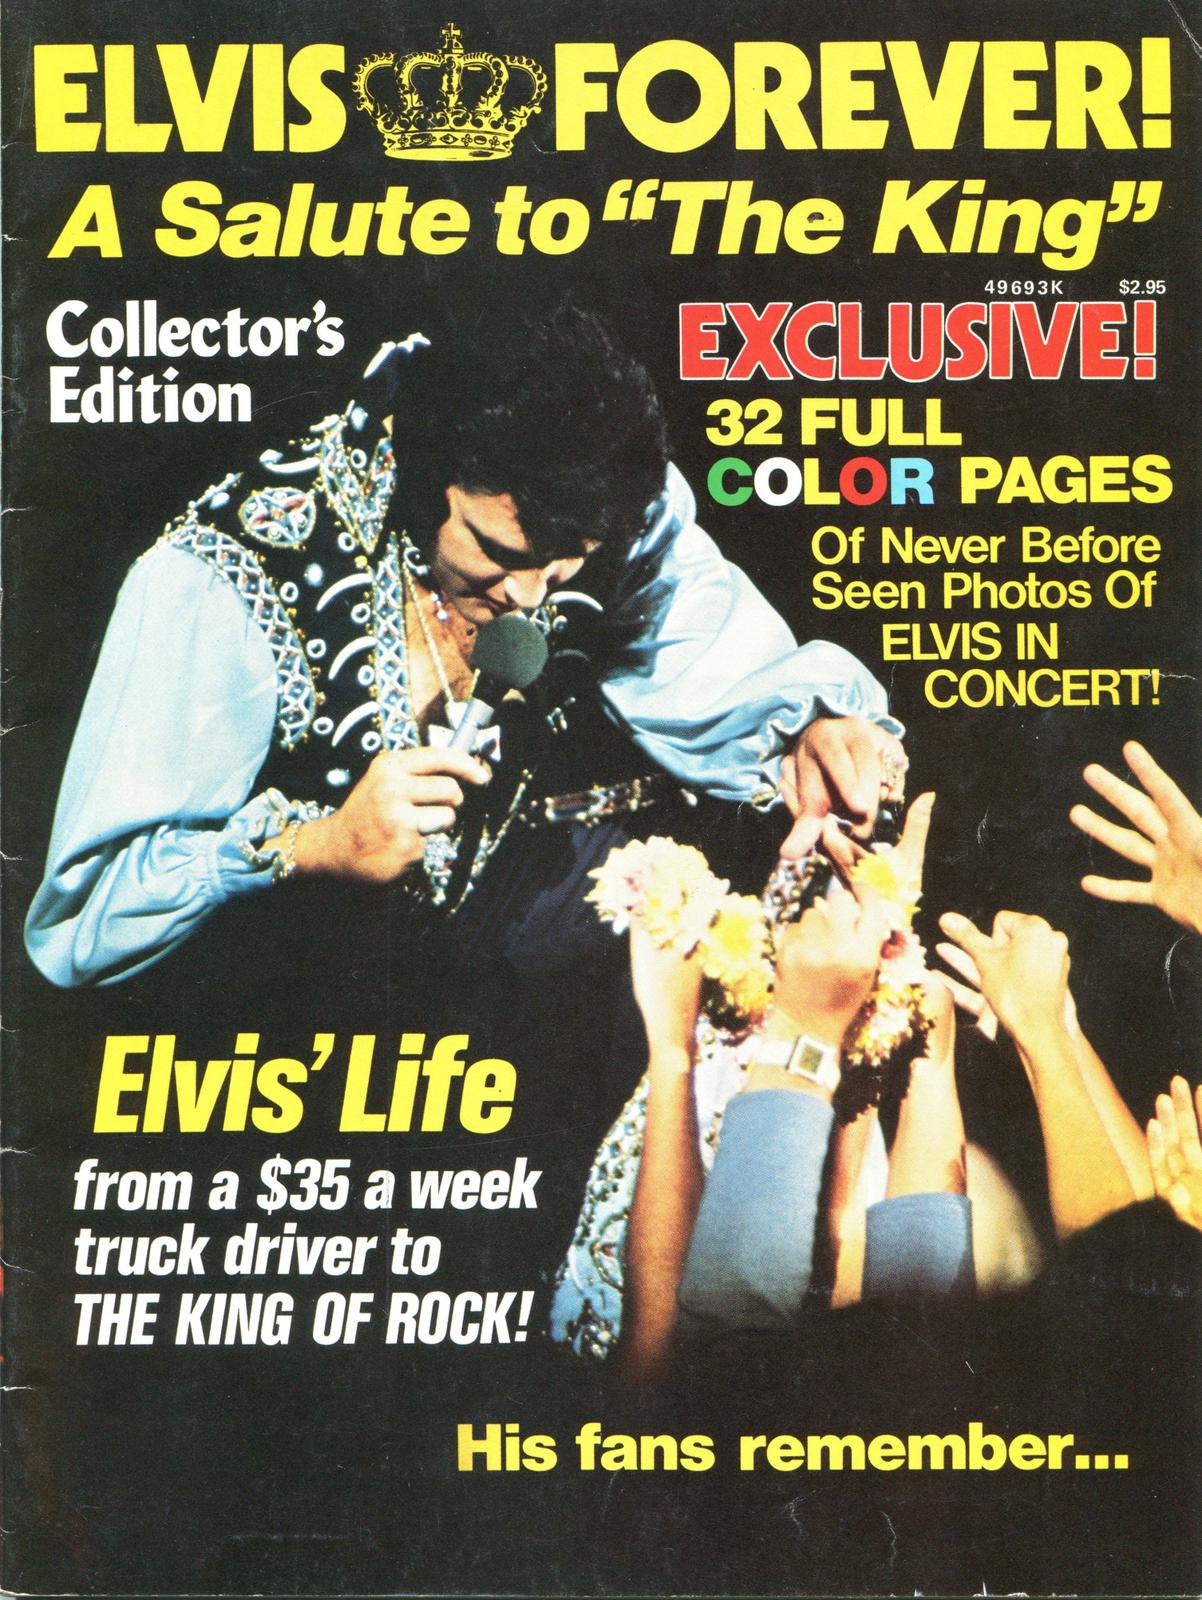 ELVIS FOREVER!
A Salute to "The King"
49693K $2.95
Collector's
Edition
EXCLUSIVE!
32 FULL
COLOR PAGES
Of Never Before
Seen Photos Of
ELVIS IN
CONCERT!
Elvis' Life
from a $35 a week
truck driver to
THE KING OF ROCK!
His fans remember...